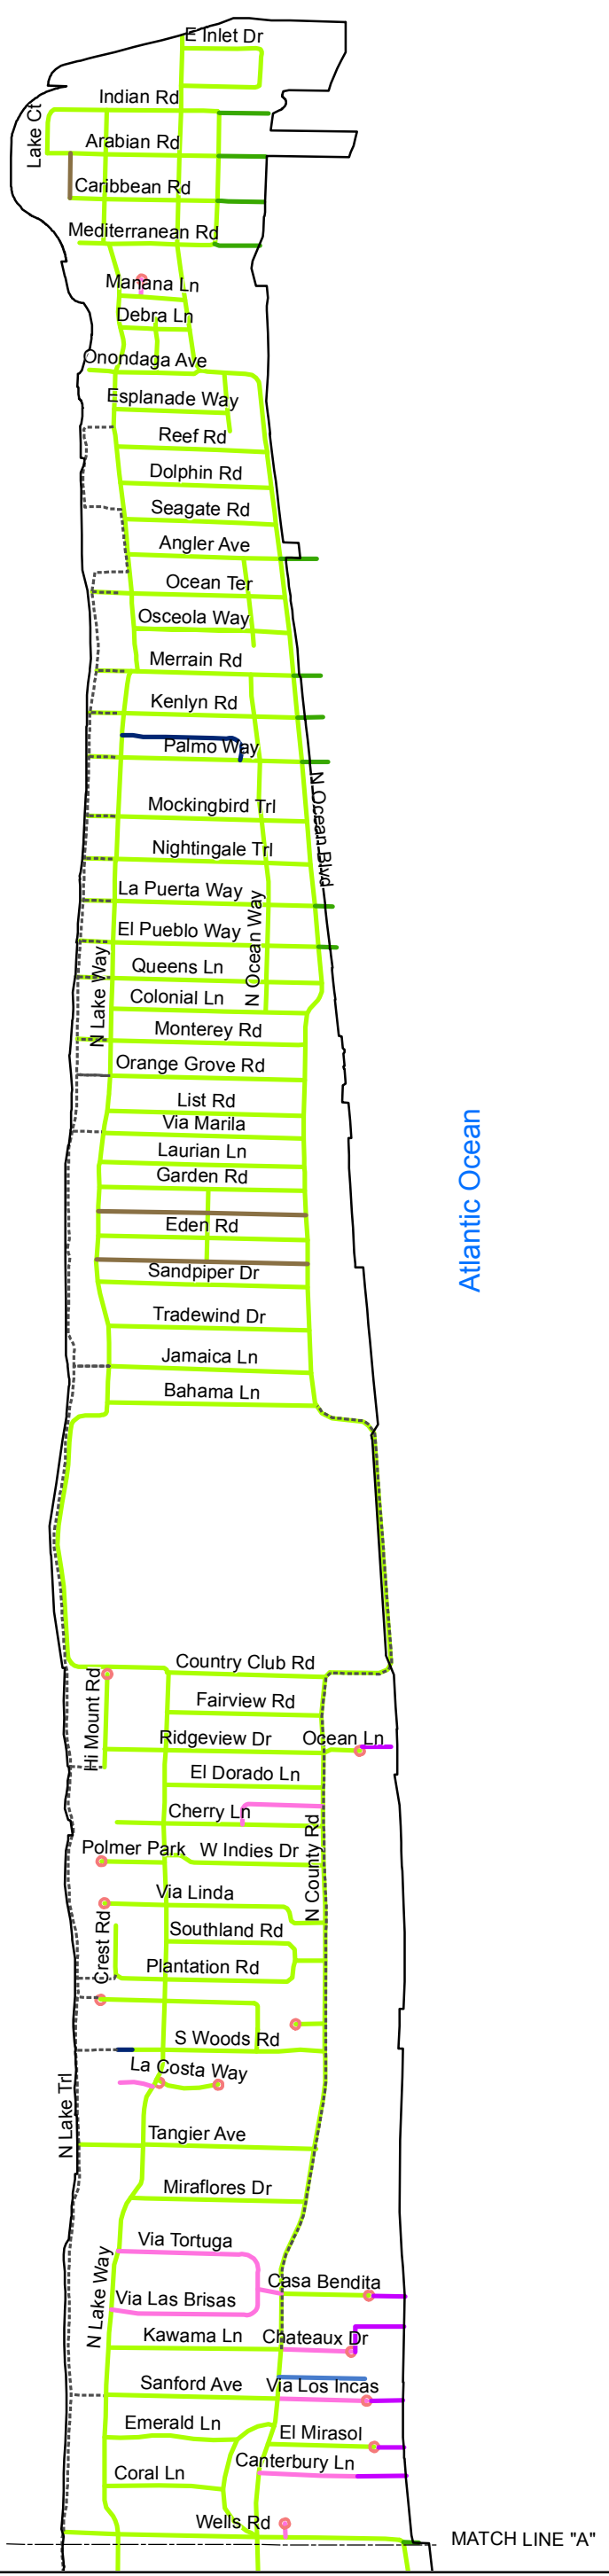 E Inlet Dr
Indian Rd
Lake Ct
Arabian Rd
Caribbean Rd
Mediterranean Rd
Manana Ln
Debra Ln
Onondaga Ave
Esplanade Way
Reef Rd
Dolphin Rd
Seagate Rd
Angler Ave
Ocean Ter
Osceola Way
Merrain Rd
Kenlyn Rd
Palmo Way
N Ocean Blvd
Mockingbird Trl
Nightingale Trl
La Puerta Way
El Pueblo Way
N Ocean Way
N Lake Way
Queens Ln
Colonial Ln
Monterey Rd
Orange Grove Rd
List Rd
Via Marila
Laurian Ln
Garden Rd
Atlantic Ocean
Eden Rd
Sandpiper Dr
Tradewind Dr
Jamaica Ln
Bahama Ln
Country Club Rd
Hi Mount Rd
Fairview Rd
Ridgeview Dr
Ocean Ln
El Dorado Ln
Cherry Ln
N County Rd
Polmer Park
W Indies Dr
Via Linda
Crest Rd
Southland Rd
Plantation Rd
S Woods Rd
La Costa Way
N Lake Trl
Tangier Ave
Miraflores Dr
Via Tortuga
N Lake Way
Casa Bendita
Via Las Brisas
Kawama Ln
Chateaux Dr
Sanford Ave
Via Los Incas
Emerald Ln
El Mirasol
Canterbury Ln
Coral Ln
Wells Rd
MATCH LINE "A"